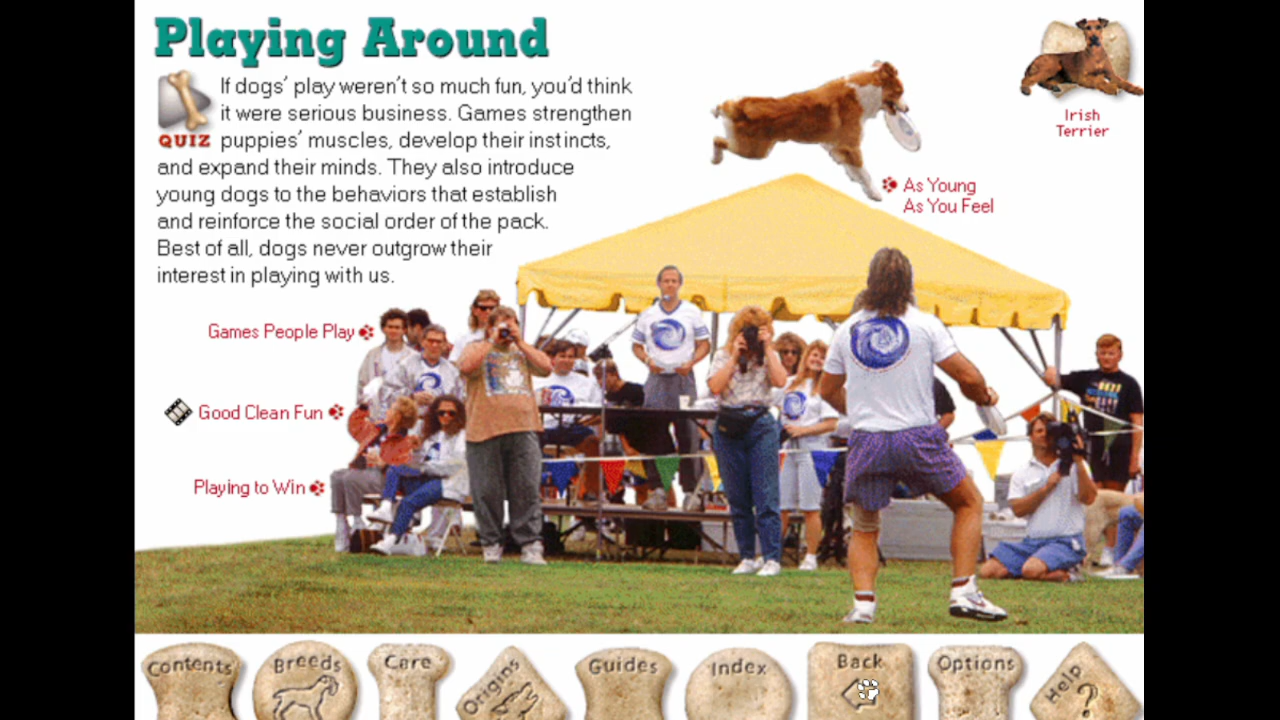 Playing Around
If dogs' play weren't so much fun, you'd think
it were serious business. Games strengthen
QUIZ puppies' muscles, develop their instincts,
and expand their minds. They also introduce
young dogs to the behaviors that establish
and reinforce the social order of the pack.
Best of all, dogs never outgrow their
interest in playing with us.
Irish
Terrier
As Young
As You Feel
Games People Play
Good Clean Fun
Playing to Win
Contents
Breeds
Care
Origins
Guides
Index
Back
Options
Help
?